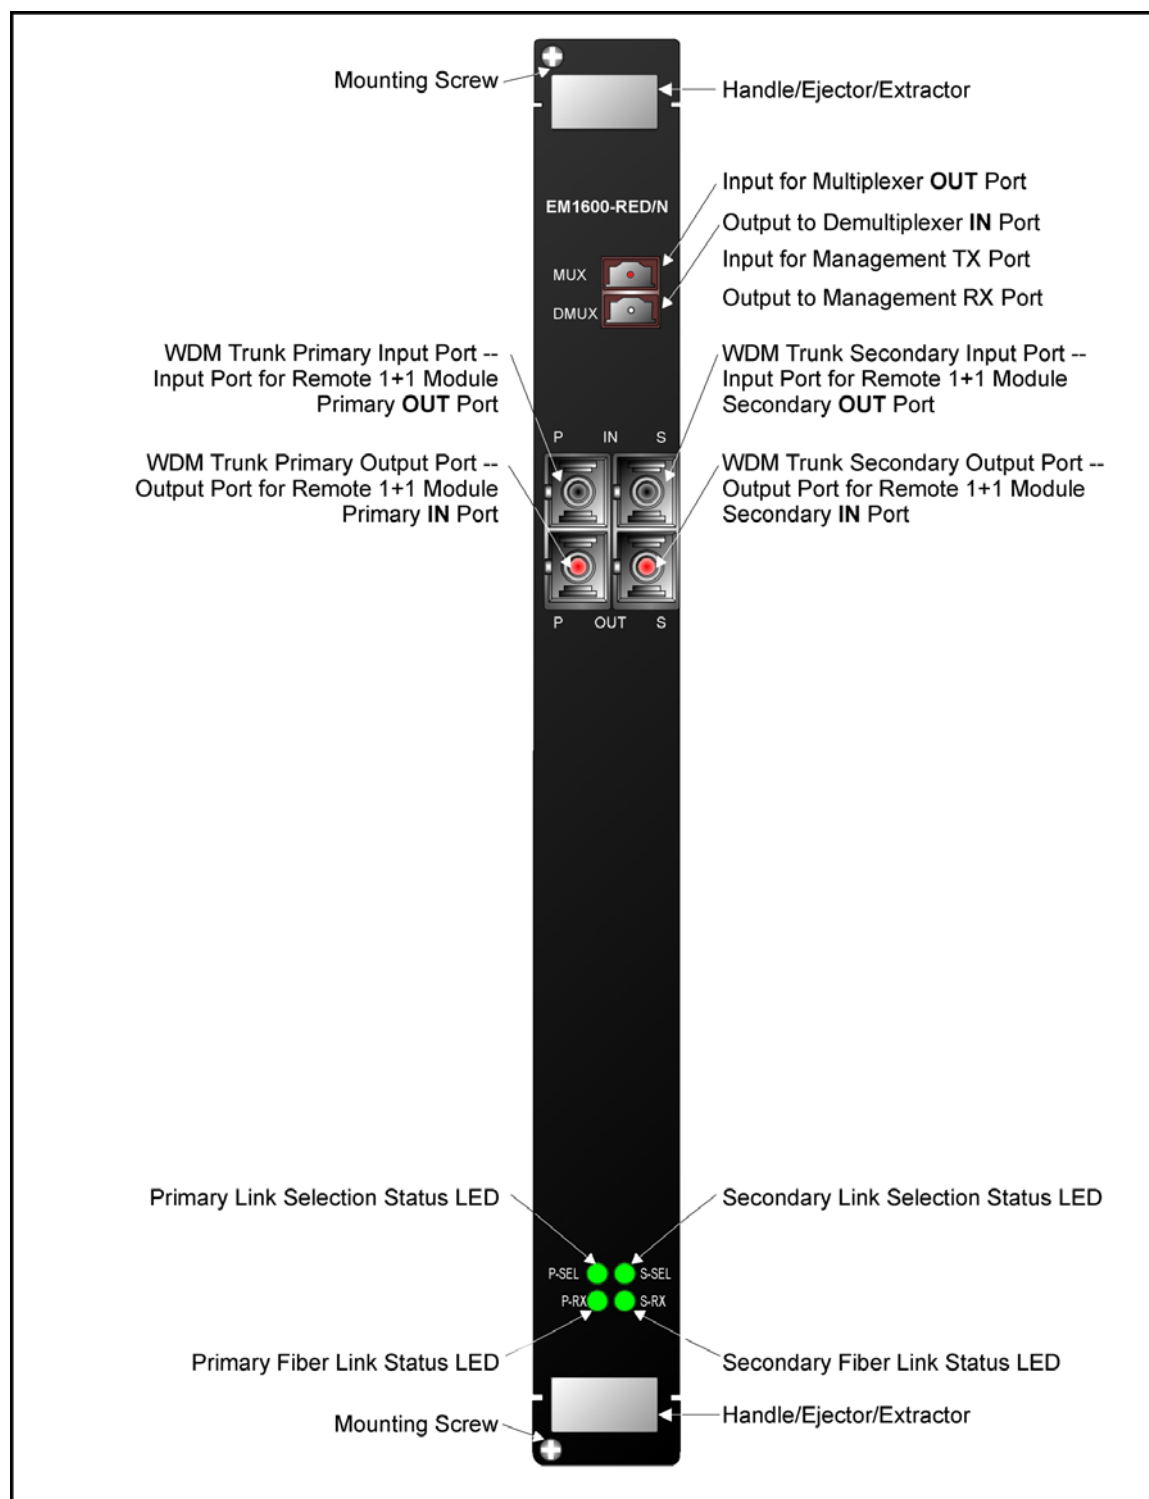 Mounting Screw
Handle/Ejector/Extractor
EM1600-RED/N
Input for Multiplexer OUT Port
Output to Demultiplexer IN Port
Input for Management TX Port
Output to Management RX Port
MUX
DMUX
WDM Trunk Primary Input Port --
Input Port for Remote 1+1 Module
Primary OUT Port
WDM Trunk Secondary Input Port --
Input Port for Remote 1+1 Module
Secondary OUT Port
P IN S
WDM Trunk Primary Output Port --
Output Port for Remote 1+1 Module
Primary IN Port
WDM Trunk Secondary Output Port --
Output Port for Remote 1+1 Module
Secondary IN Port
P OUT S
Primary Link Selection Status LED
Secondary Link Selection Status LED
P-SEL S-SEL
P-RX S-RX
Primary Fiber Link Status LED
Secondary Fiber Link Status LED
Mounting Screw
Handle/Ejector/Extractor